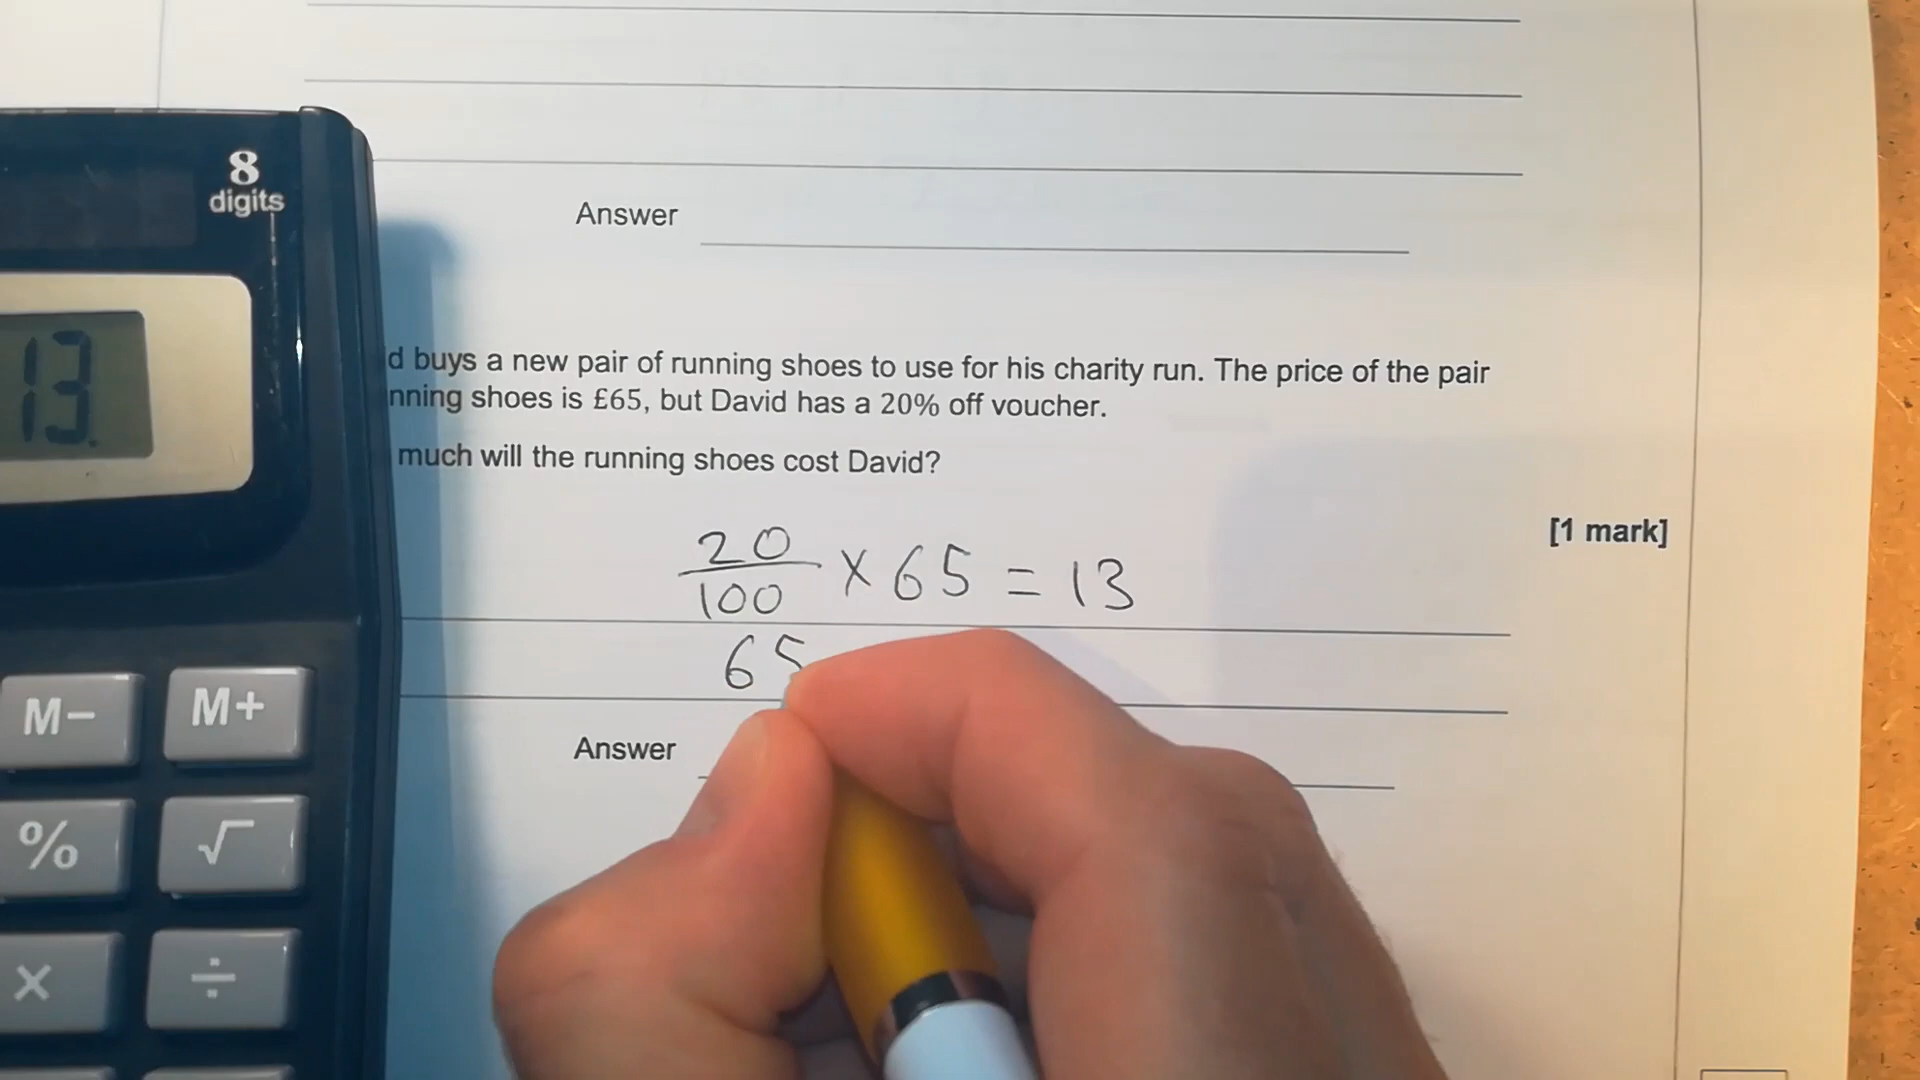 8
digits
13.
Answer
d buys a new pair of running shoes to use for his charity run. The price of the pair
nning shoes is £65, but David has a 20% off voucher.
much will the running shoes cost David?
[1 mark]
20
100
× 65 = 13
65
M− M+
Answer
% √
× ÷